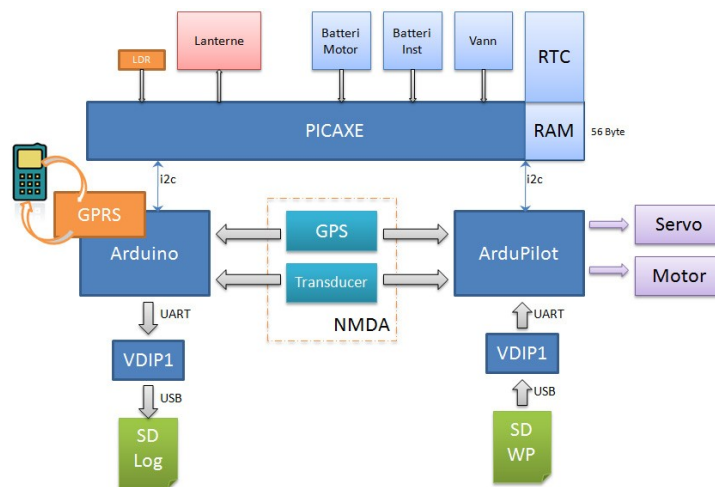 LDR
Lanterne
Batteri
Motor
Batteri
Inst
Vann
RTC
PICAXE
RAM
56 Byte
i2c
i2c
GPRS
Arduino
GPS
Transducer
NMDA
ArduPilot
Servo
Motor
UART
UART
VDIP1
VDIP1
USB
USB
SD
Log
SD
WP